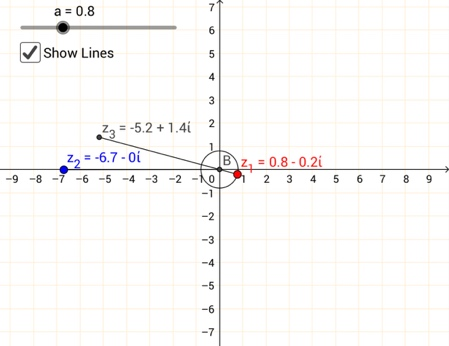 a = 0.8
Show Lines
7
6
5
4
3
2
1
z₃ = -5.2 + 1.4i
z₂ = -6.7 - 0i
B
z₁ = 0.8 - 0.2i
−9 −8 −7 −6 −5 −4 −3 −2 −1 0 1 2 3 4 5 6 7 8 9
−1
−2
−3
−4
−5
−6
−7